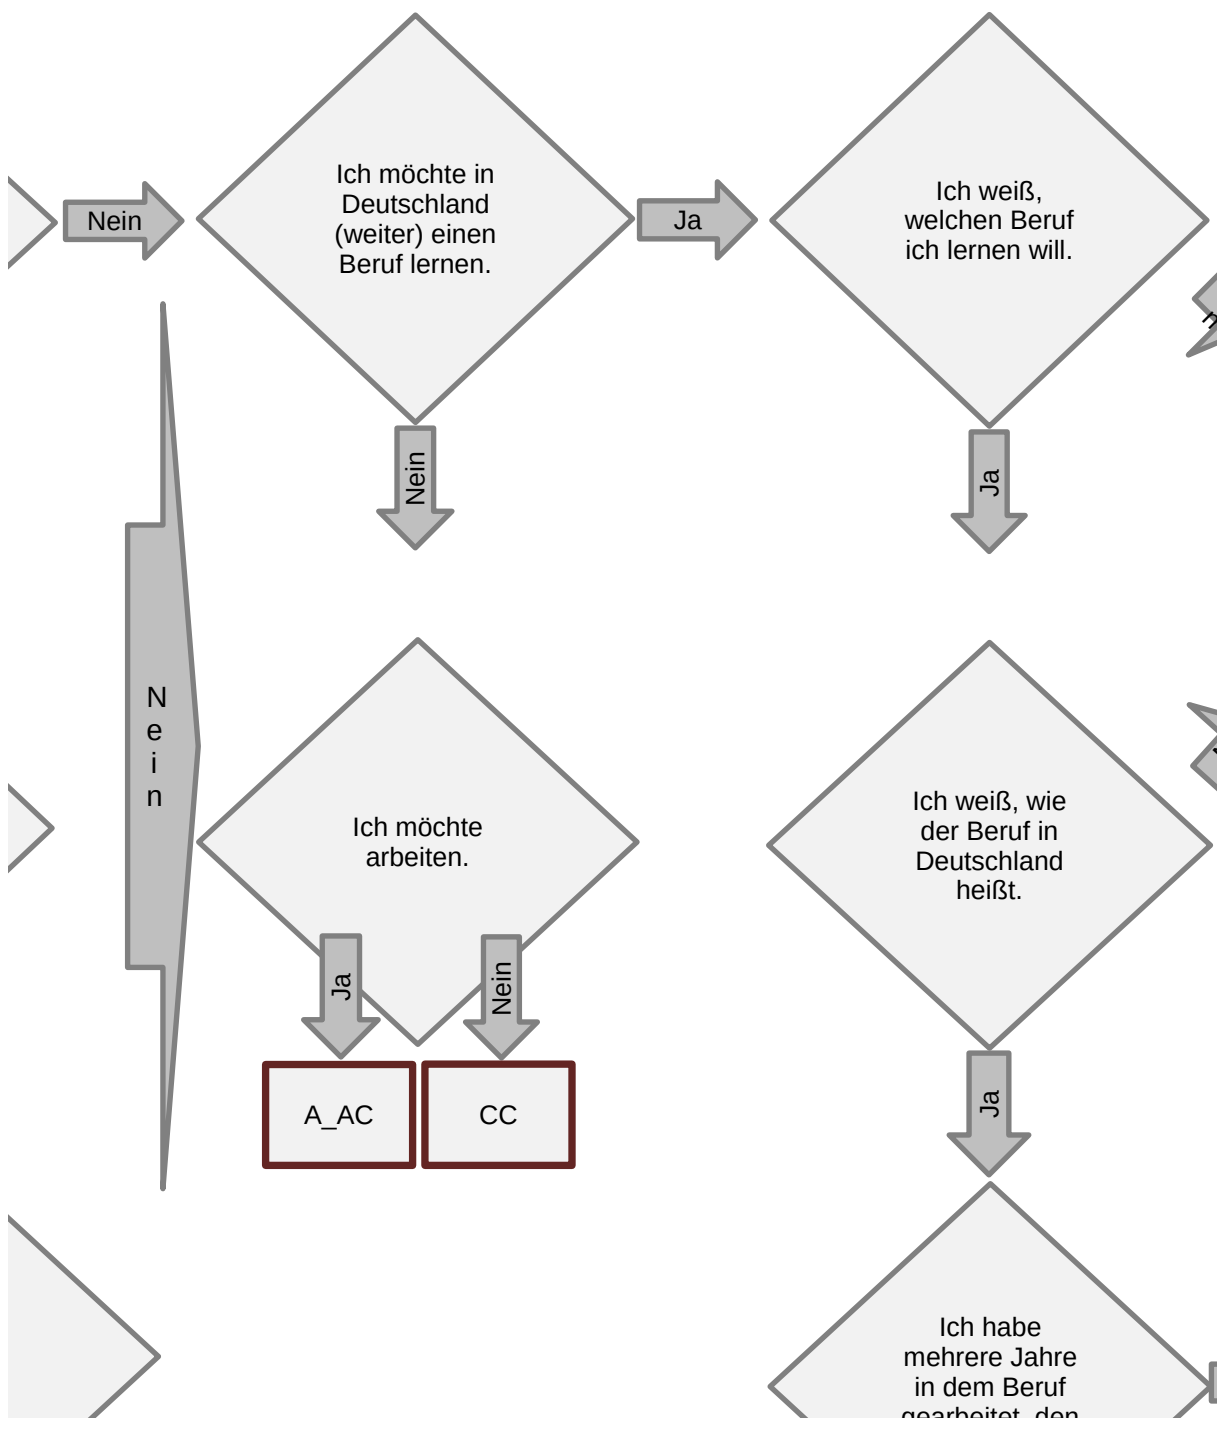 Nein
Ich möchte in
Deutschland
(weiter) einen
Beruf lernen.
Ja
Ich weiß,
welchen Beruf
ich lernen will.
Nein
Ja
N
e
i
n
Ich möchte
arbeiten.
Ich weiß, wie
der Beruf in
Deutschland
heißt.
Ja
Nein
A_AC
CC
Ja
Ich habe
mehrere Jahre
in dem Beruf
gearbeitet, den